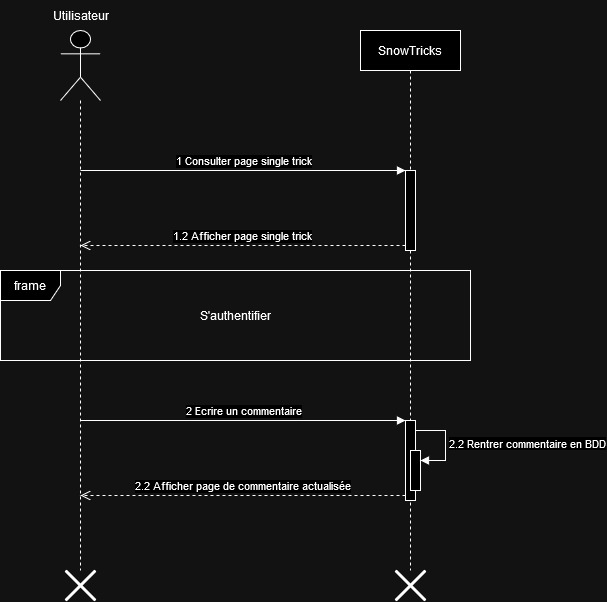 Utilisateur
SnowTricks
1 Consulter page single trick
1.2 Afficher page single trick
frame
S'authentifier
2 Ecrire un commentaire
2.2 Rentrer commentaire en BDD
2.2 Afficher page de commentaire actualisée